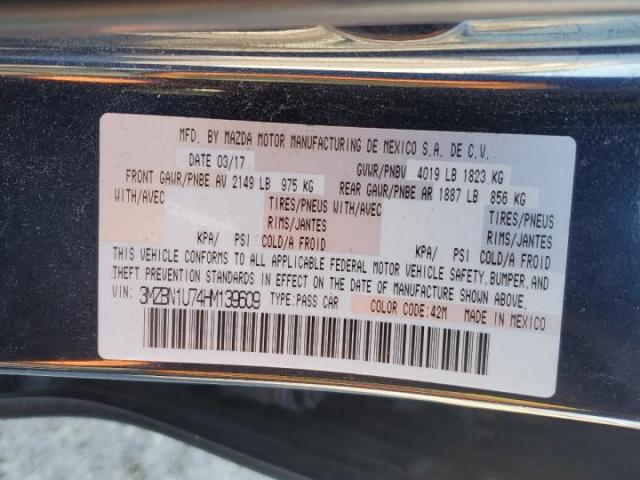 MFD. BY MAZDA MOTOR MANUFACTURING DE MEXICO S.A. DE C.V.
DATE 03/17 GVWR/PNBV 4019 LB 1823 KG
FRONT GAWR/PNBE AV 2149 LB 975 KG REAR GAWR/PNBE AR 1887 LB 856 KG
WITH/AVEC TIRES/PNEUS WITH/AVEC TIRES/PNEUS
RIMS/JANTES RIMS/JANTES
KPA/ PSI COLD/A FROID KPA/ PSI COLD/A FROID
THIS VEHICLE CONFORMS TO ALL APPLICABLE FEDERAL MOTOR VEHICLE SAFETY, BUMPER, AND
THEFT PREVENTION STANDARDS IN EFFECT ON THE DATE OF MANUFACTURE SHOWN ABOVE.
VIN: 3MZBN1U74HM139609 TYPE: PASS CAR COLOR CODE: 42M MADE IN MEXICO